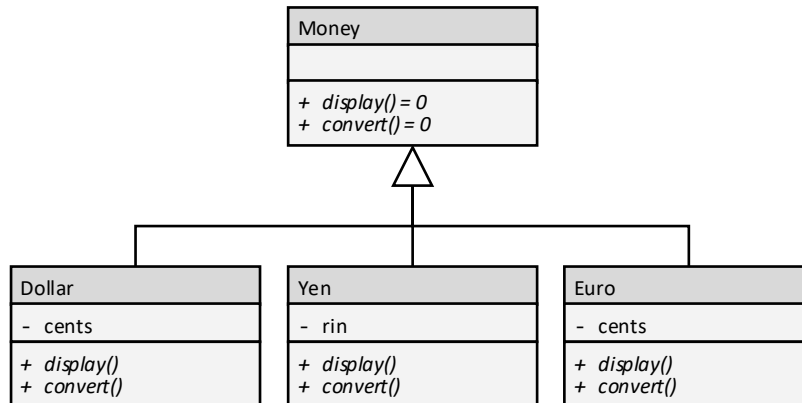 Money
+ display() = 0
+ convert() = 0
Dollar
- cents
+ display()
+ convert()
Yen
- rin
+ display()
+ convert()
Euro
- cents
+ display()
+ convert()